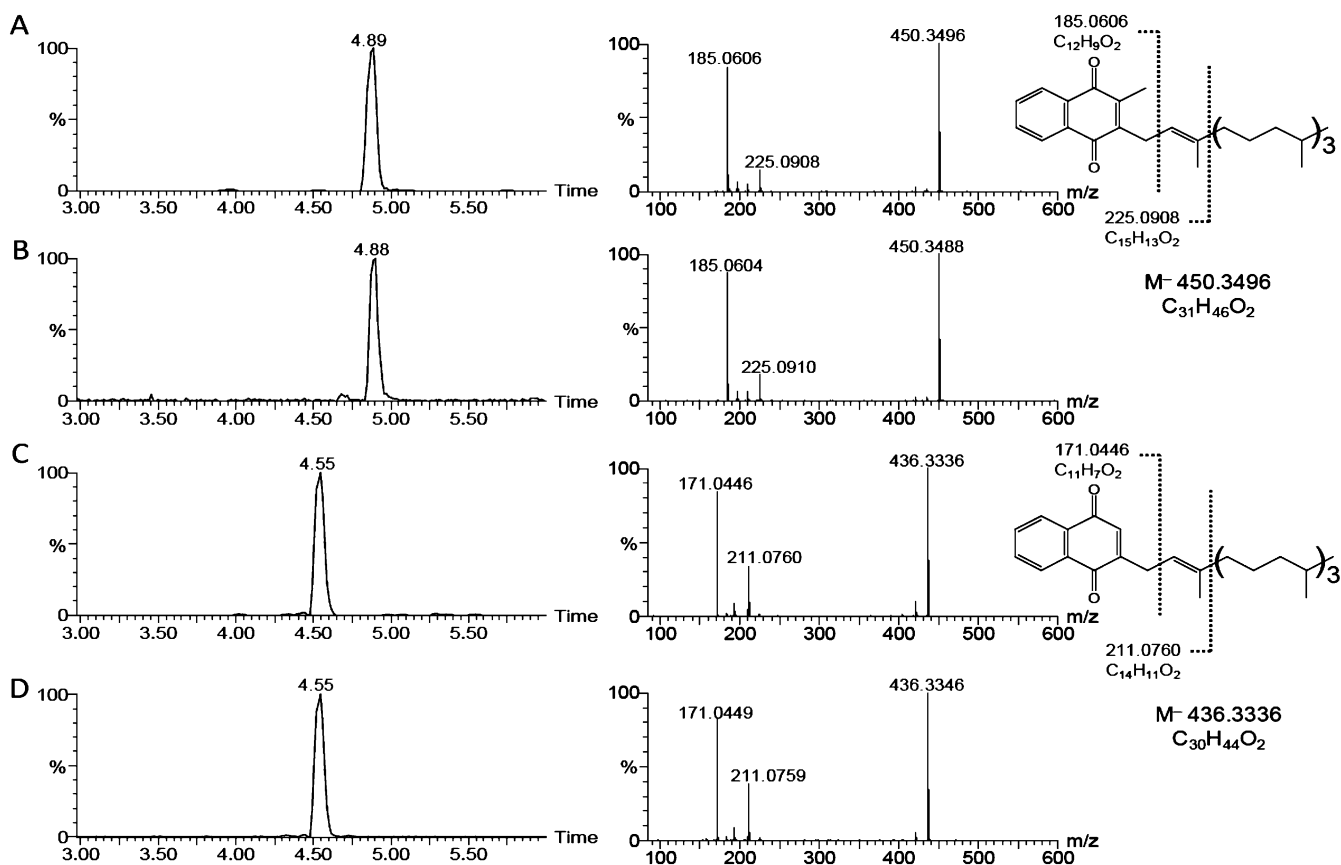 A
4.89
100
%
0
3.00 3.50 4.00 4.50 5.00 5.50
Time
100
185.0606
450.3496
%
225.0908
0
100 200 300 400 500 600
m/z
185.0606
C12H9O2
O
O
( )3
225.0908
C15H13O2
B
4.88
100
%
0
3.00 3.50 4.00 4.50 5.00 5.50
Time
100
185.0604
450.3488
%
225.0910
0
100 200 300 400 500 600
m/z
M– 450.3496
C31H46O2
C
4.55
100
%
0
3.00 3.50 4.00 4.50 5.00 5.50
Time
100
171.0446
436.3336
%
211.0760
0
100 200 300 400 500 600
m/z
171.0446
C11H7O2
O
O
( )3
211.0760
C14H11O2
D
4.55
100
%
0
3.00 3.50 4.00 4.50 5.00 5.50
Time
100
171.0449
436.3346
%
211.0759
0
100 200 300 400 500 600
m/z
M– 436.3336
C30H44O2